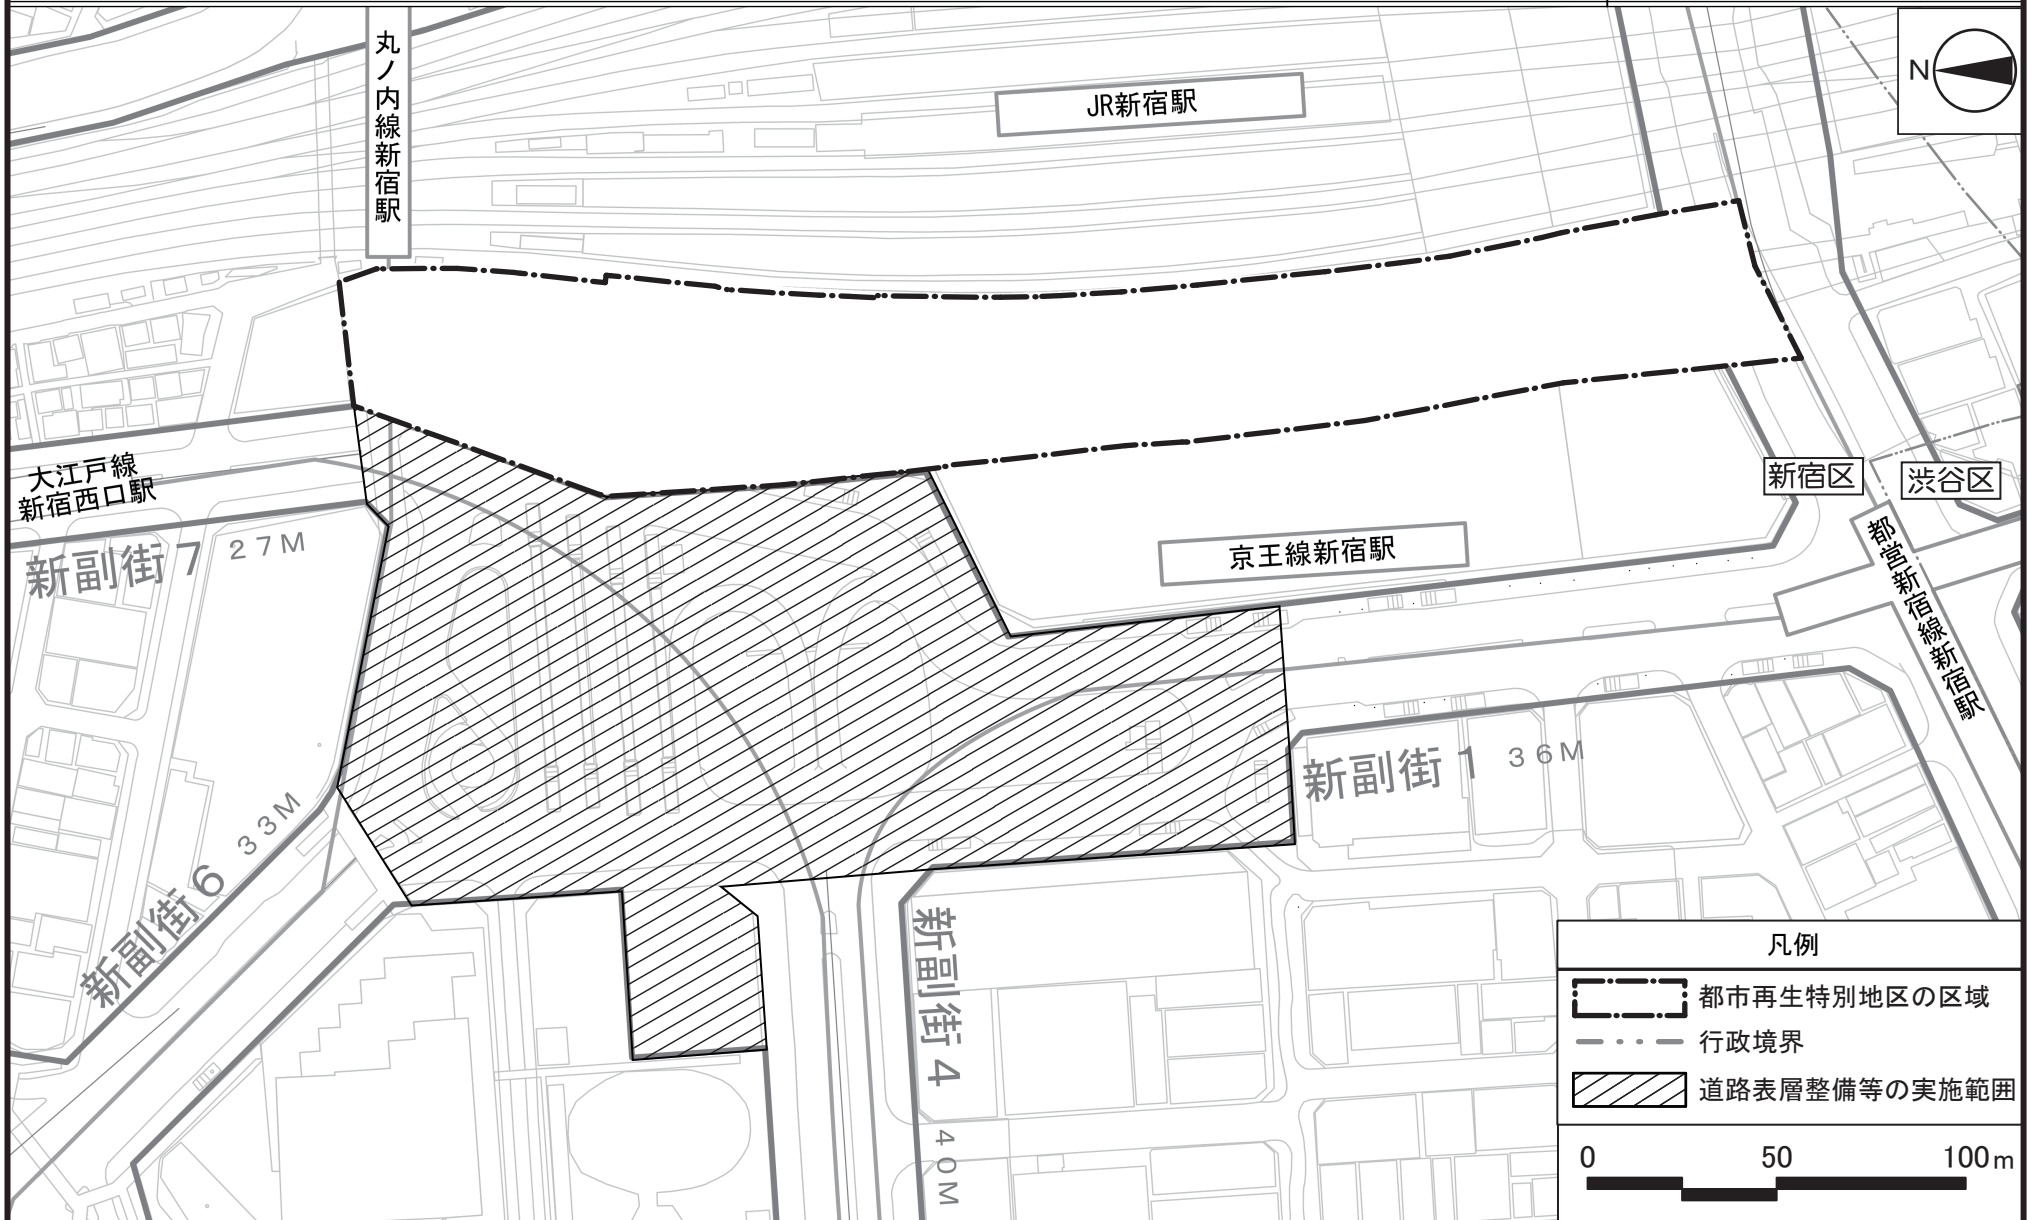 丸ノ内線新宿駅
JR新宿駅
N
大江戸線
新宿西口駅
新副街7 27M
新宿区
渋谷区
京王線新宿駅
都営新宿線新宿駅
新副街1 36M
新副街6 33M
新副街4 40M
凡例
都市再生特別地区の区域
行政境界
道路表層整備等の実施範囲
0 50 100m